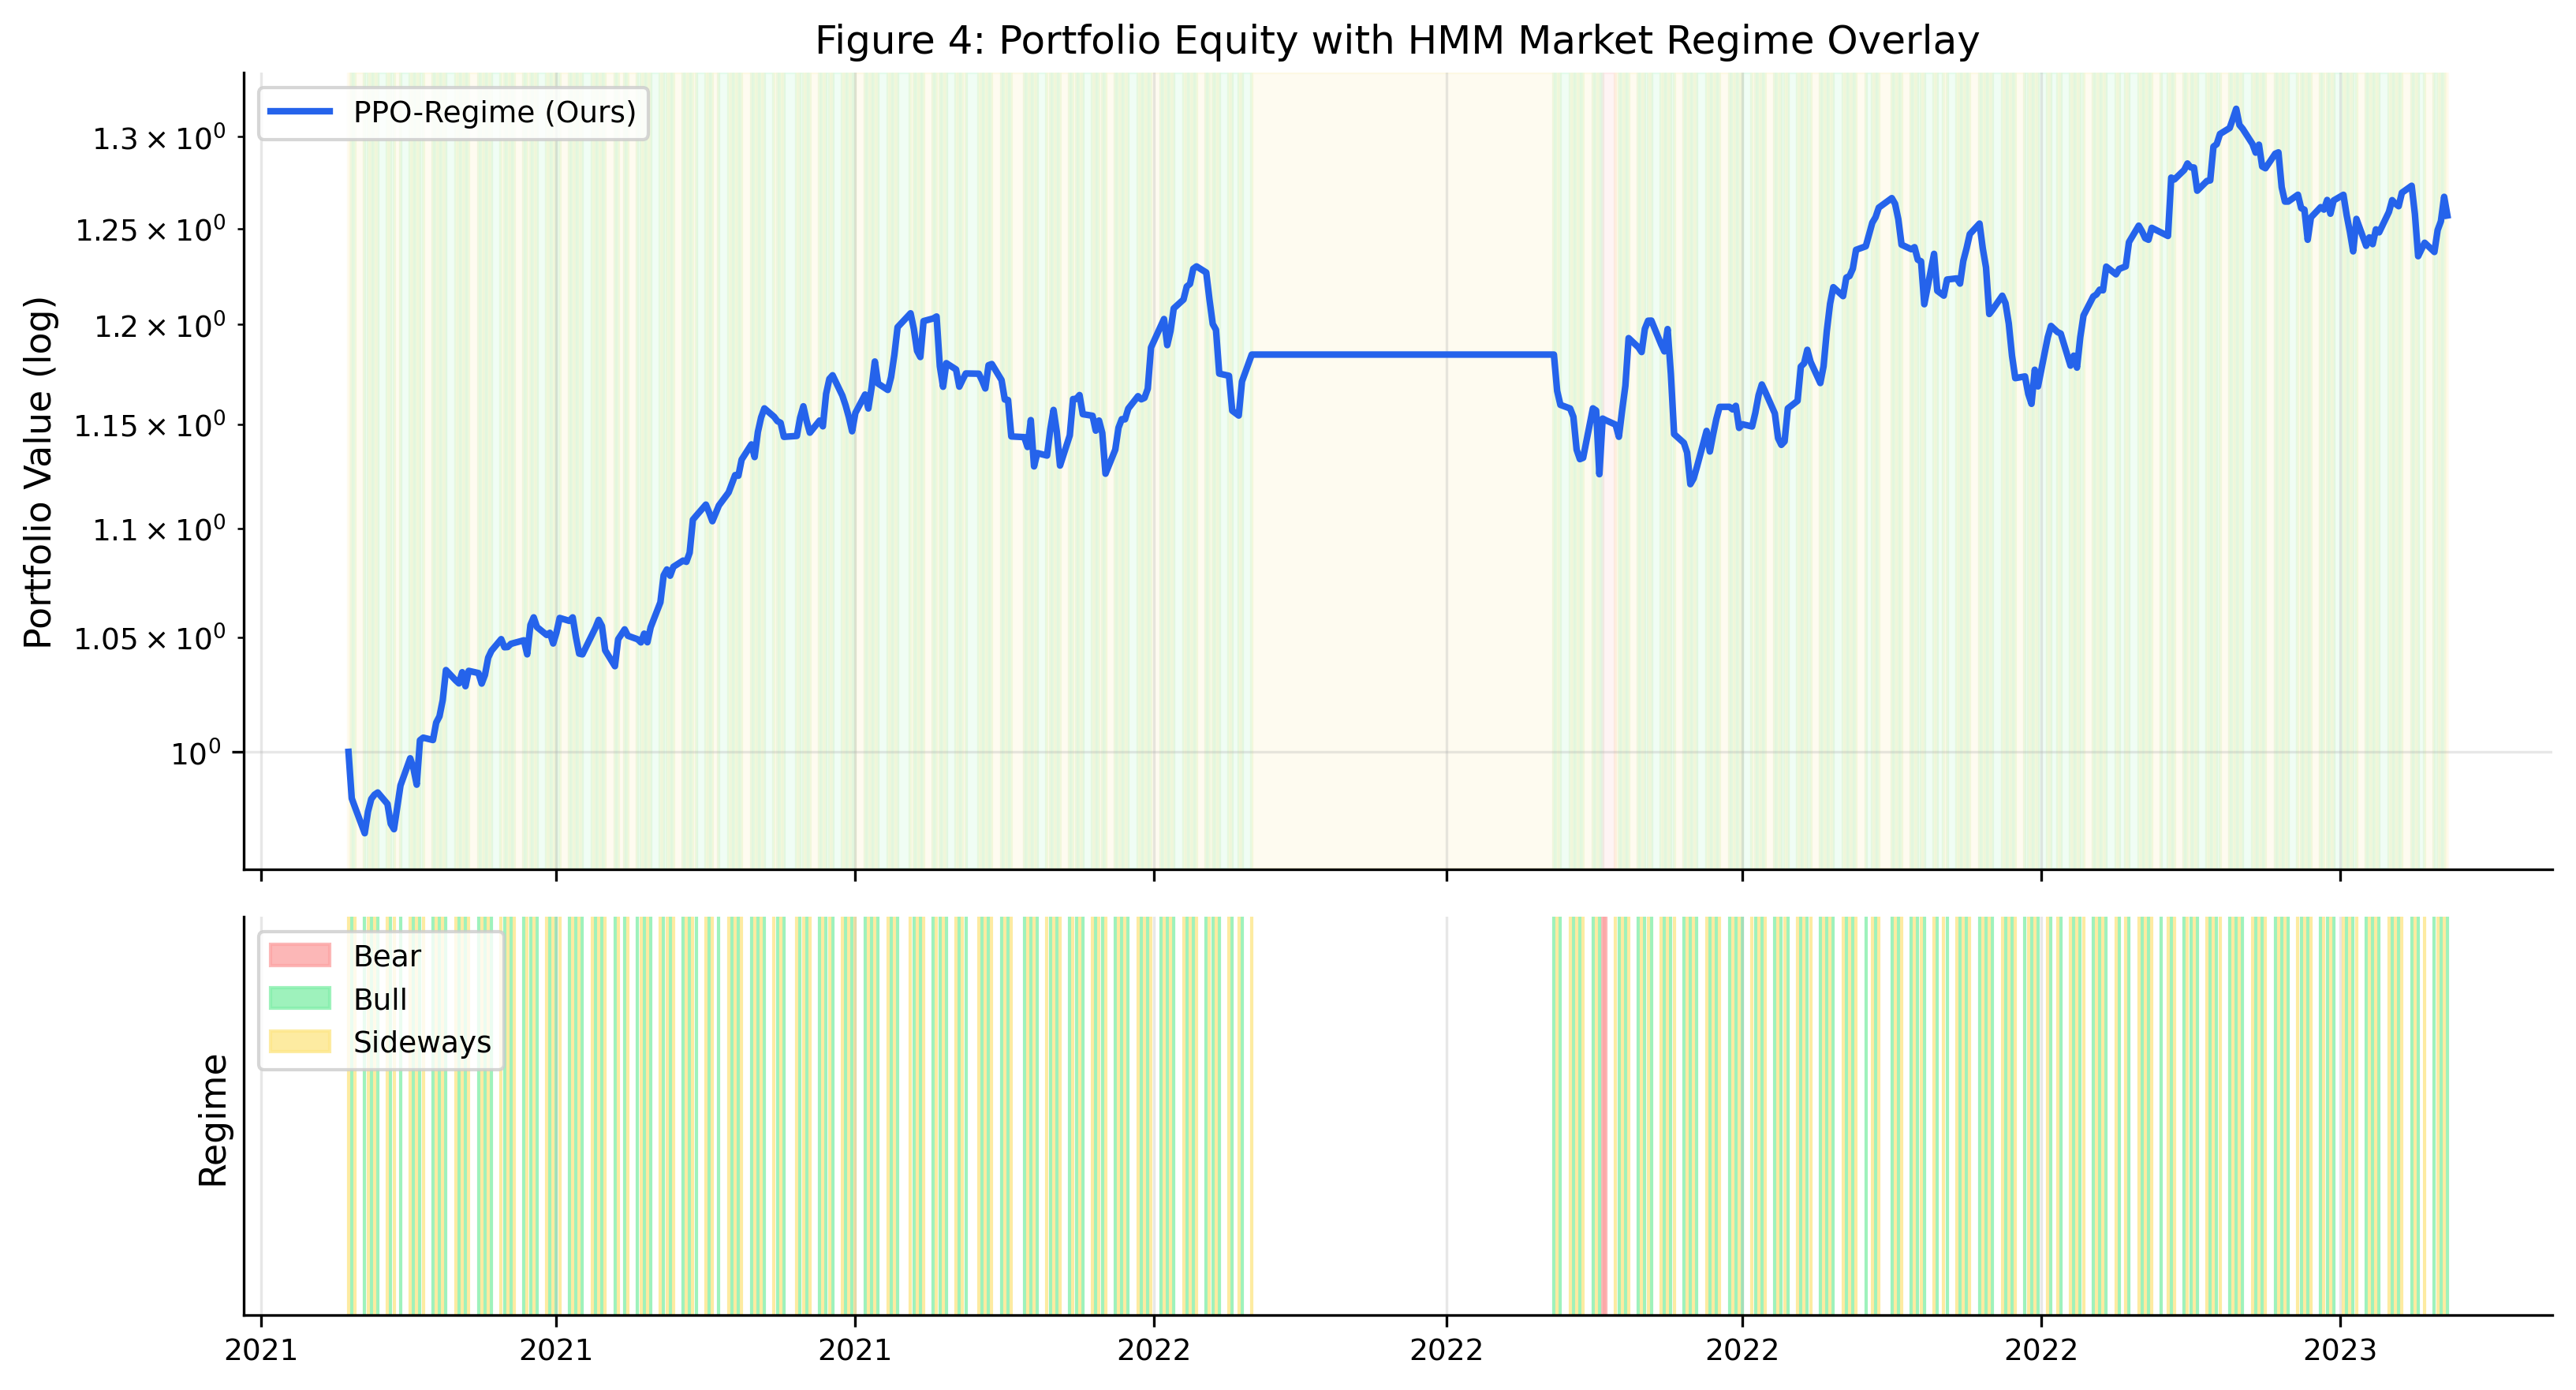 Figure 4: Portfolio Equity with HMM Market Regime Overlay
PPO-Regime (Ours)
Portfolio Value (log)
1.3 × 10⁰
1.25 × 10⁰
1.2 × 10⁰
1.15 × 10⁰
1.1 × 10⁰
1.05 × 10⁰
10⁰
Regime
Bear
Bull
Sideways
2021 2021 2021 2022 2022 2022 2022 2023